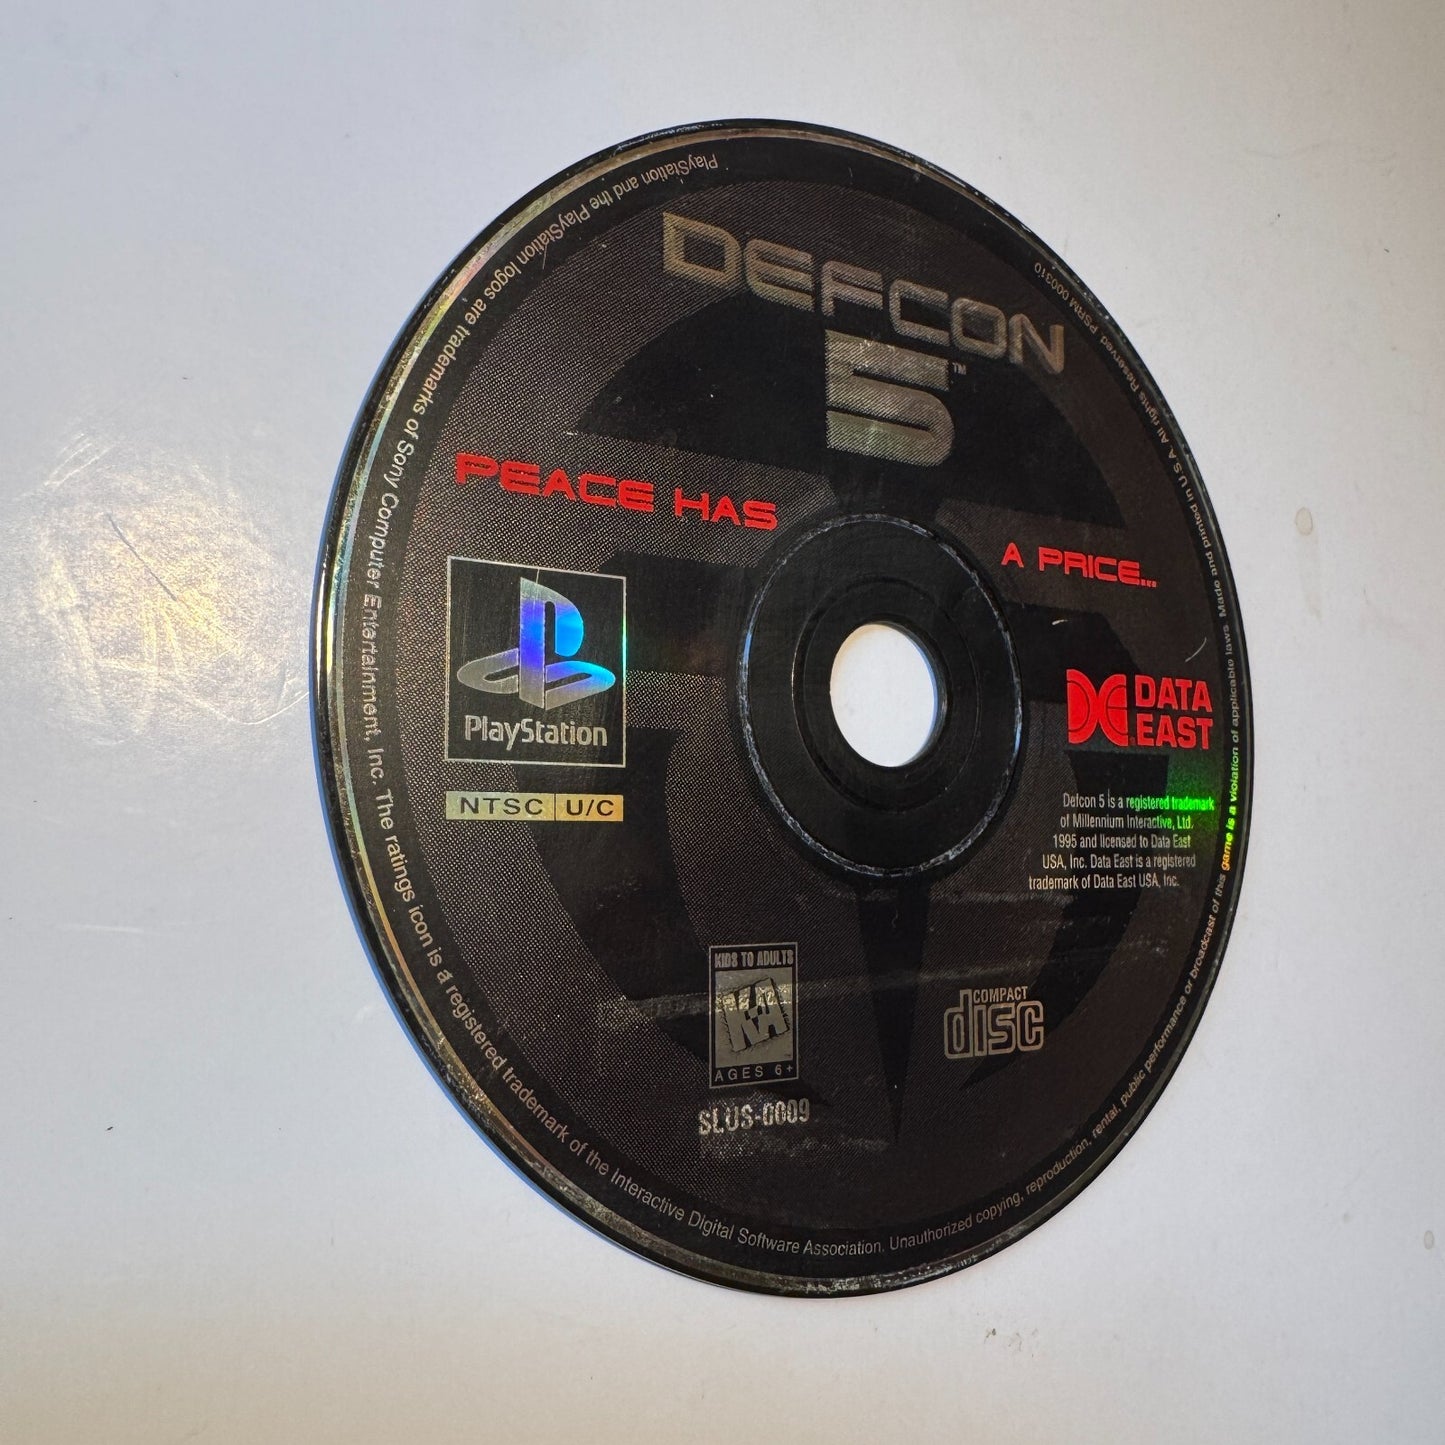 DEFCON
5™
PEACE HAS
A PRICE...
PlayStation
NTSC U/C
DATA
EAST
Defcon 5 is a registered trademark
of Millennium Interactive, Ltd.
1995 and licensed to Data East
USA, Inc. Data East is a registered
trademark of Data East USA, Inc.
KIDS TO ADULTS
KA
AGES 6+
SLUS-0009
COMPACT
disc
PlayStation and the PlayStation logos are trademarks of Sony Computer Entertainment, Inc. The ratings icon is a registered trademark of the Interactive Digital Software Association. Unauthorized copying, reproduction, rental, public performance or broadcast of this game is a violation of applicable laws. Made and printed in U S A All rights Reserved PSRM 000310